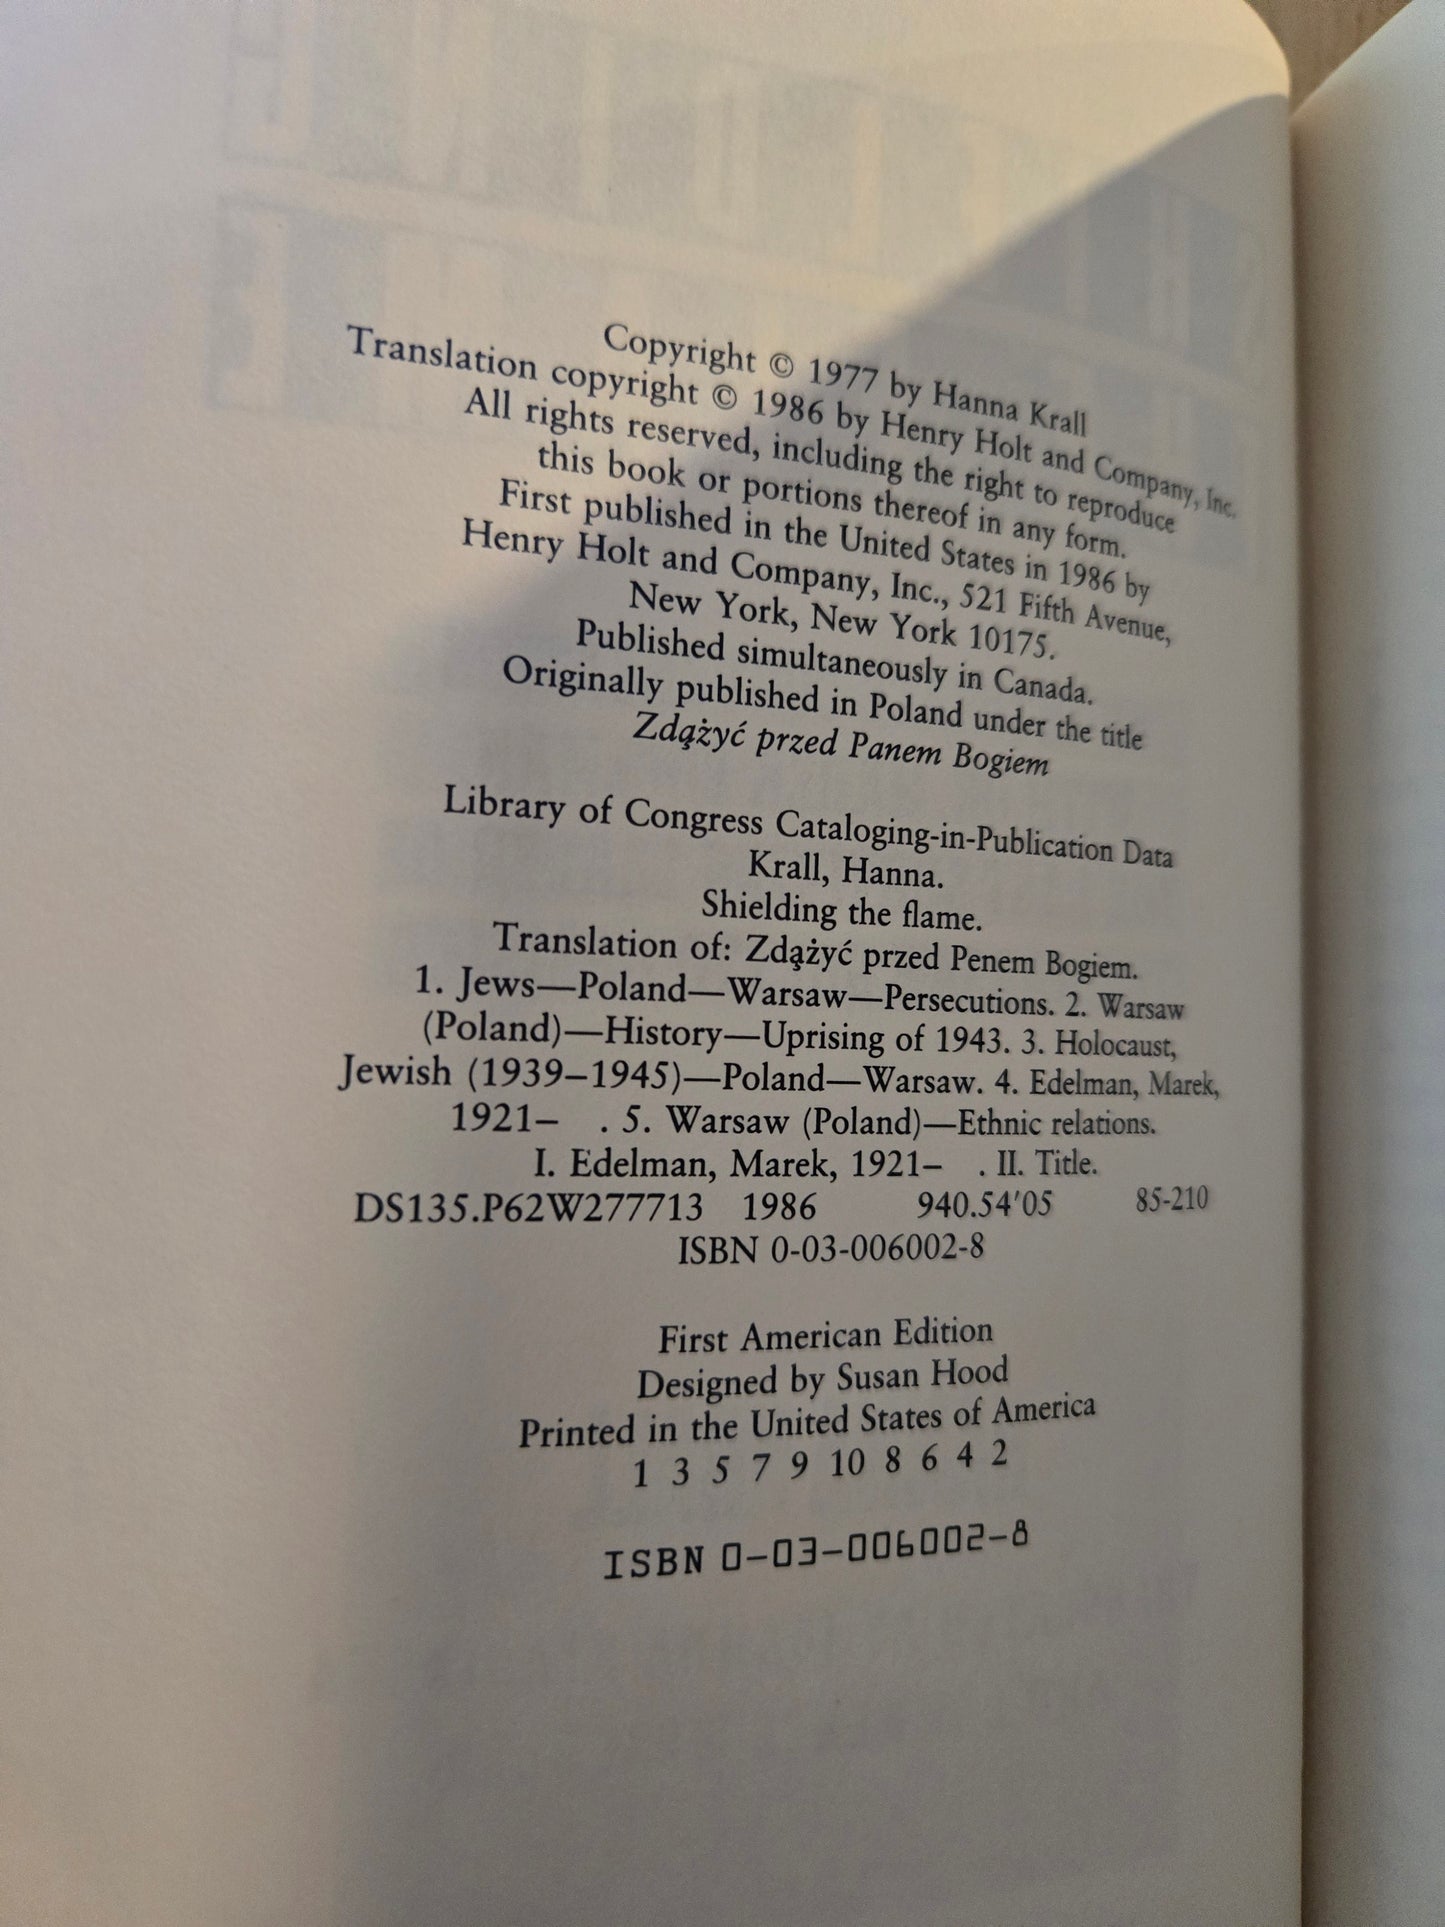 Copyright © 1977 by Hanna Krall
Translation copyright © 1986 by Henry Holt and Company, Inc.
All rights reserved, including the right to reproduce
this book or portions thereof in any form.
First published in the United States in 1986 by
Henry Holt and Company, Inc., 521 Fifth Avenue,
New York, New York 10175.
Published simultaneously in Canada.
Originally published in Poland under the title
Zdążyć przed Panem Bogiem
Library of Congress Cataloging-in-Publication Data
Krall, Hanna.
Shielding the flame.
Translation of: Zdążyć przed Penem Bogiem.
1. Jews—Poland—Warsaw—Persecutions. 2. Warsaw
(Poland)—History—Uprising of 1943. 3. Holocaust,
Jewish (1939–1945)—Poland—Warsaw. 4. Edelman, Marek,
1921– . 5. Warsaw (Poland)—Ethnic relations.
I. Edelman, Marek, 1921– . II. Title.
DS135.P62W277713 1986 940.54'05 85-210
ISBN 0-03-006002-8
First American Edition
Designed by Susan Hood
Printed in the United States of America
1 3 5 7 9 10 8 6 4 2
ISBN 0-03-006002-8